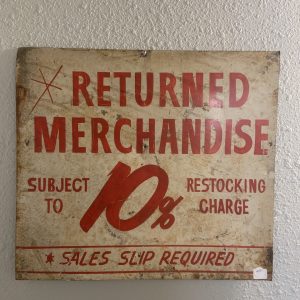 * RETURNED
MERCHANDISE
SUBJECT TO 10% RESTOCKING CHARGE
* SALES SLIP REQUIRED